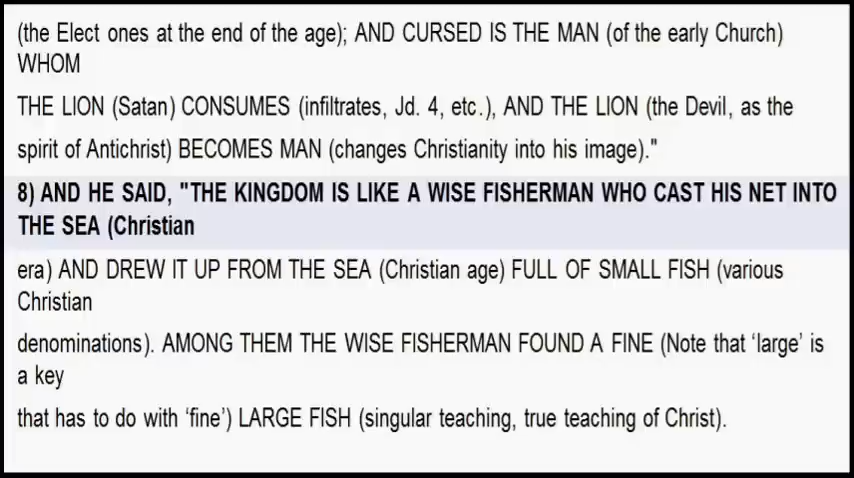 (the Elect ones at the end of the age); AND CURSED IS THE MAN (of the early Church)
WHOM
THE LION (Satan) CONSUMES (infiltrates, Jd. 4, etc.), AND THE LION (the Devil, as the
spirit of Antichrist) BECOMES MAN (changes Christianity into his image)."
8) AND HE SAID, "THE KINGDOM IS LIKE A WISE FISHERMAN WHO CAST HIS NET INTO
THE SEA (Christian
era) AND DREW IT UP FROM THE SEA (Christian age) FULL OF SMALL FISH (various
Christian
denominations). AMONG THEM THE WISE FISHERMAN FOUND A FINE (Note that ‘large’ is
a key
that has to do with ‘fine’) LARGE FISH (singular teaching, true teaching of Christ).